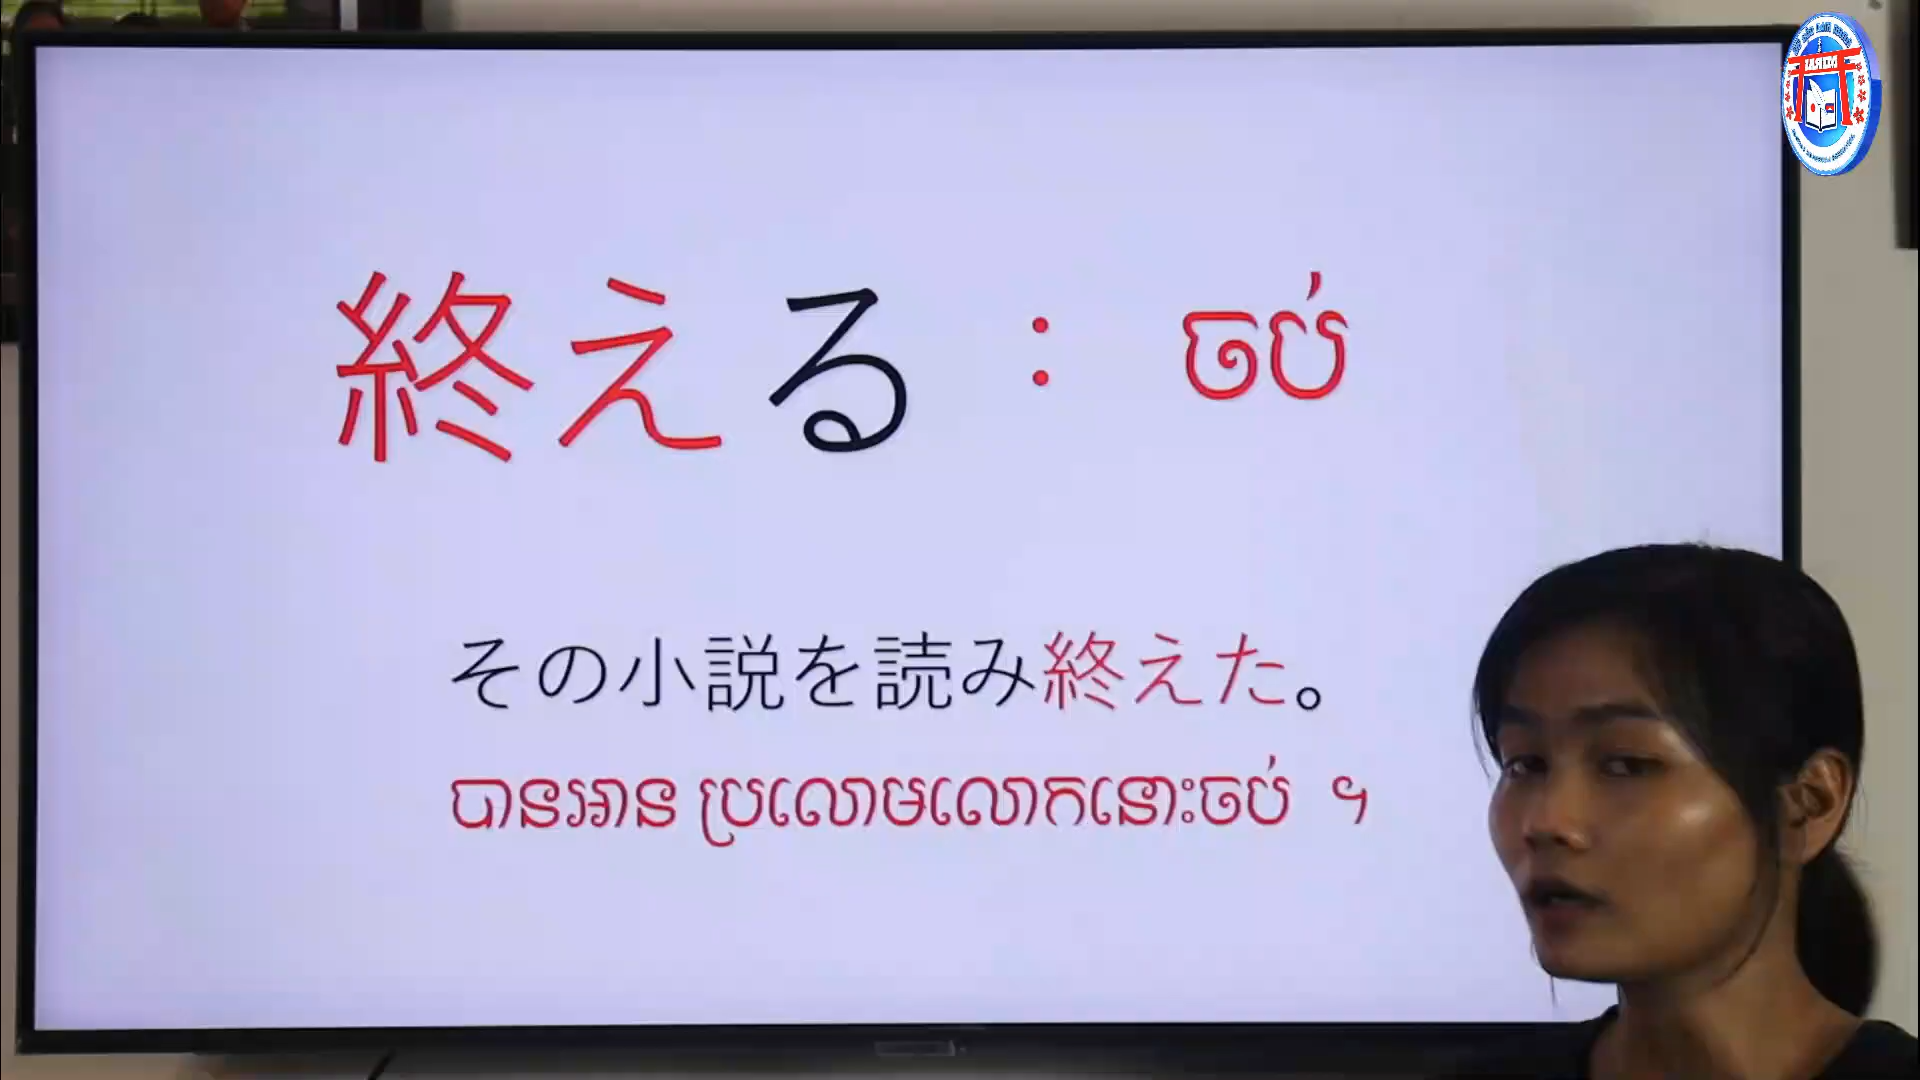 終える : ចប់
その小説を読み終えた。
បានអាន ប្រលោមលោកនោះចប់ ។